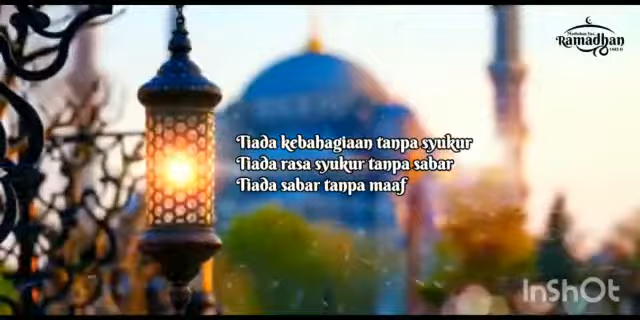 Ramadhan
Tiada kebahagiaan tanpa syukur
Tiada rasa syukur tanpa sabar
Tiada sabar tanpa maaf
InShOt